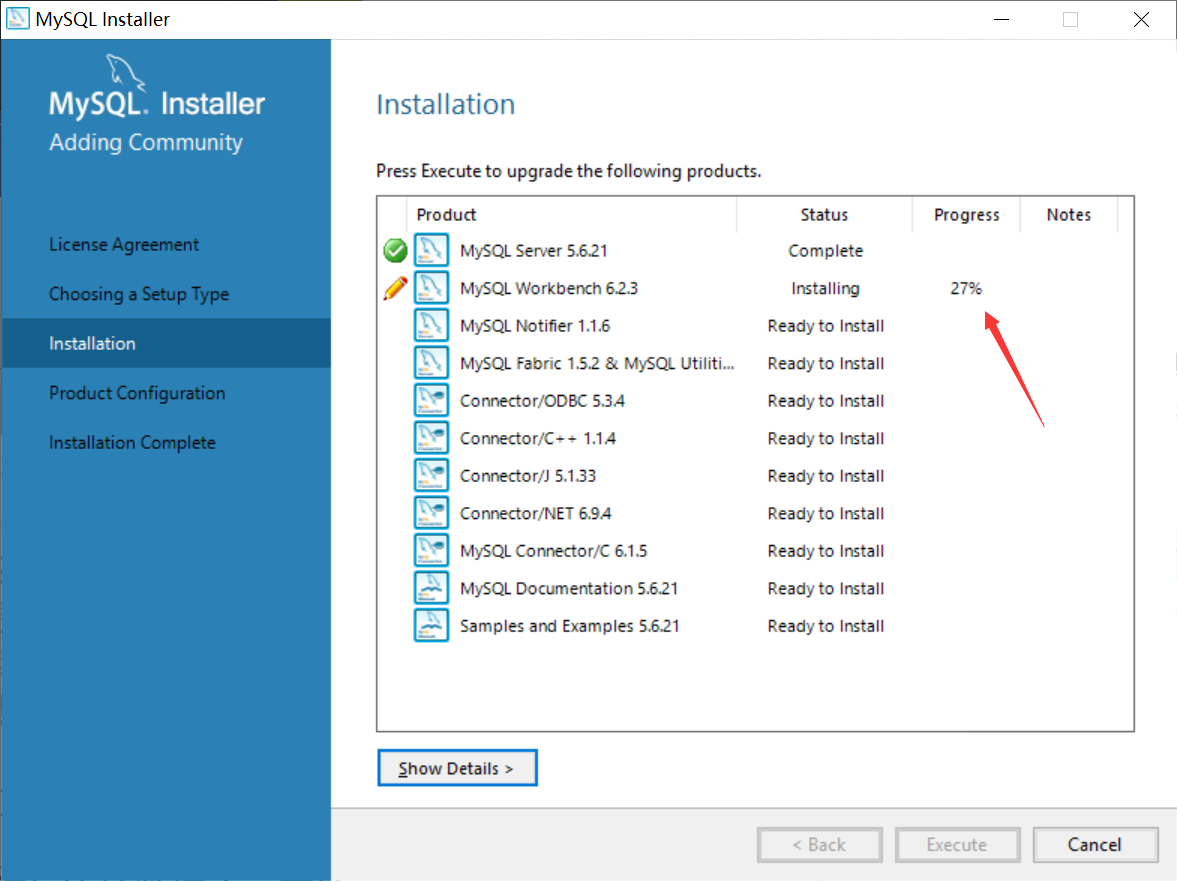 MySQL Installer
MySQL. Installer
Adding Community
License Agreement
Choosing a Setup Type
Installation
Product Configuration
Installation Complete
Installation
Press Execute to upgrade the following products.
Product Status Progress Notes
MySQL Server 5.6.21 Complete
MySQL Workbench 6.2.3 Installing 27%
MySQL Notifier 1.1.6 Ready to Install
MySQL Fabric 1.5.2 & MySQL Utiliti... Ready to Install
Connector/ODBC 5.3.4 Ready to Install
Connector/C++ 1.1.4 Ready to Install
Connector/J 5.1.33 Ready to Install
Connector/NET 6.9.4 Ready to Install
MySQL Connector/C 6.1.5 Ready to Install
MySQL Documentation 5.6.21 Ready to Install
Samples and Examples 5.6.21 Ready to Install
Show Details >
< Back Execute Cancel